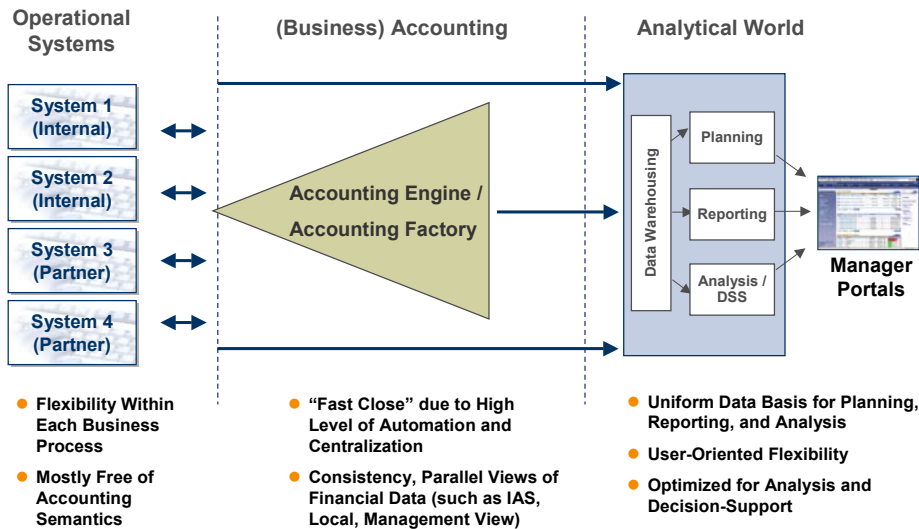 Operational
Systems
(Business) Accounting
Analytical World
System 1
(Internal)
System 2
(Internal)
System 3
(Partner)
System 4
(Partner)
Accounting Engine /
Accounting Factory
Data Warehousing
Planning
Reporting
Analysis /
DSS
Manager
Portals
Flexibility Within
Each Business
Process
Mostly Free of
Accounting
Semantics
“Fast Close” due to High
Level of Automation and
Centralization
Consistency, Parallel Views of
Financial Data (such as IAS,
Local, Management View)
Uniform Data Basis for Planning,
Reporting, and Analysis
User-Oriented Flexibility
Optimized for Analysis and
Decision-Support